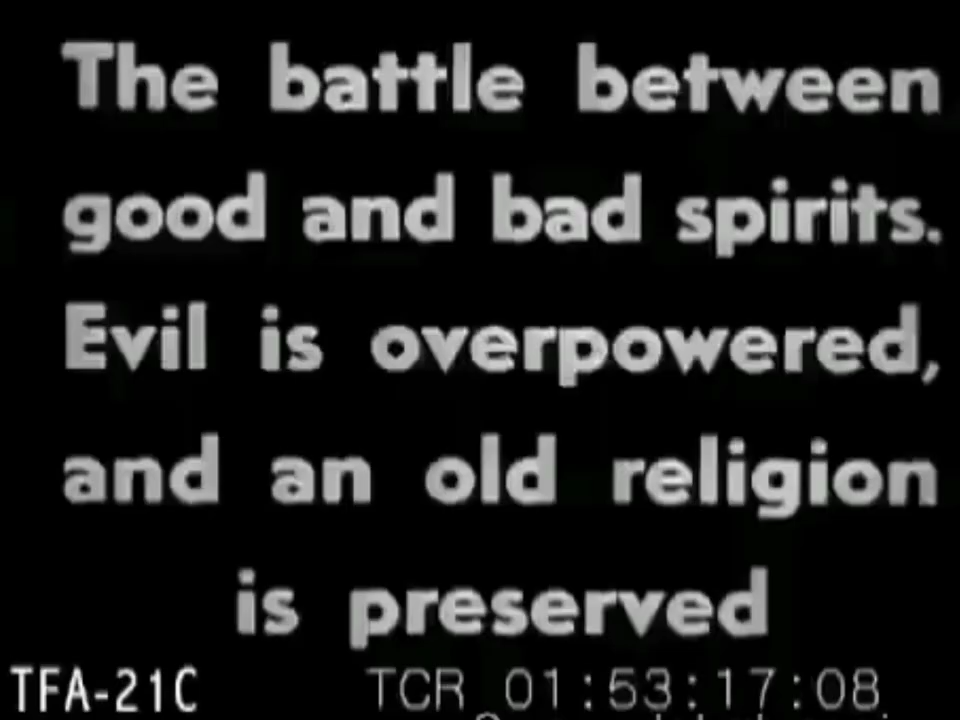 The battle between
good and bad spirits.
Evil is overpowered,
and an old religion
is preserved
TFA-21C TCR 01:53:17:08